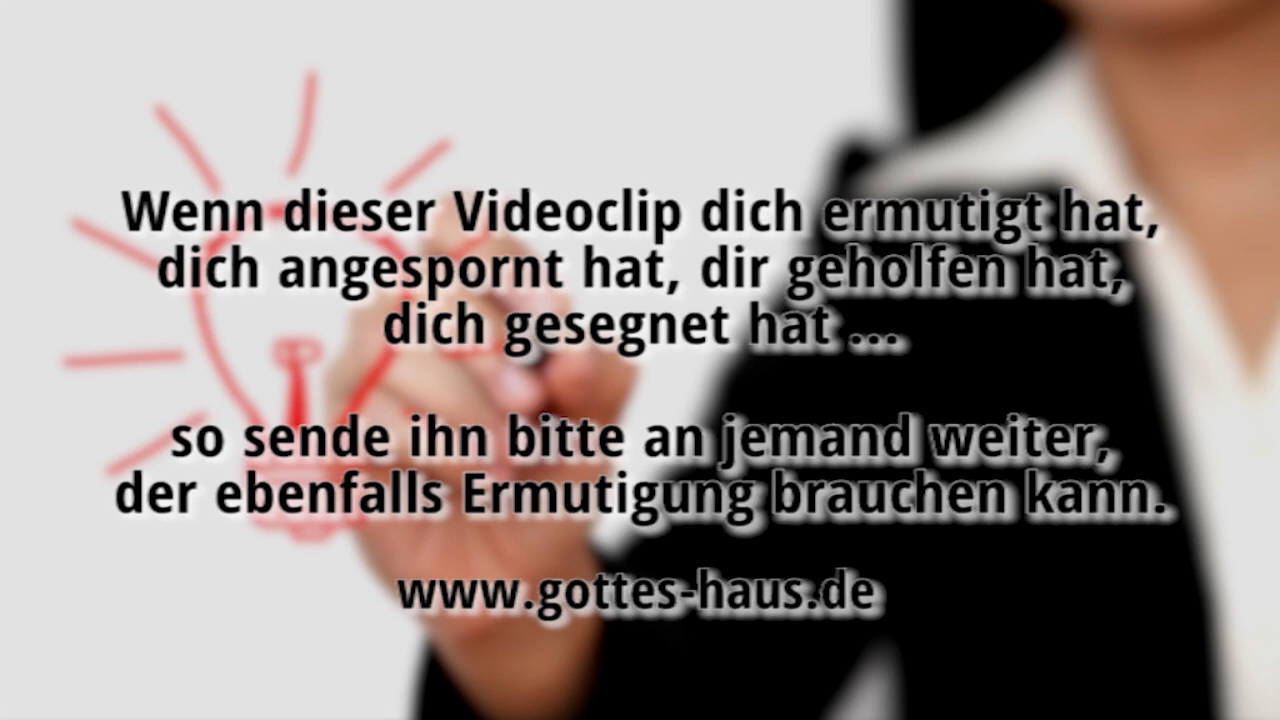 Wenn dieser Videoclip dich ermutigt hat,
dich angespornt hat, dir geholfen hat,
dich gesegnet hat ...
so sende ihn bitte an jemand weiter,
der ebenfalls Ermutigung brauchen kann.
www.gottes-haus.de